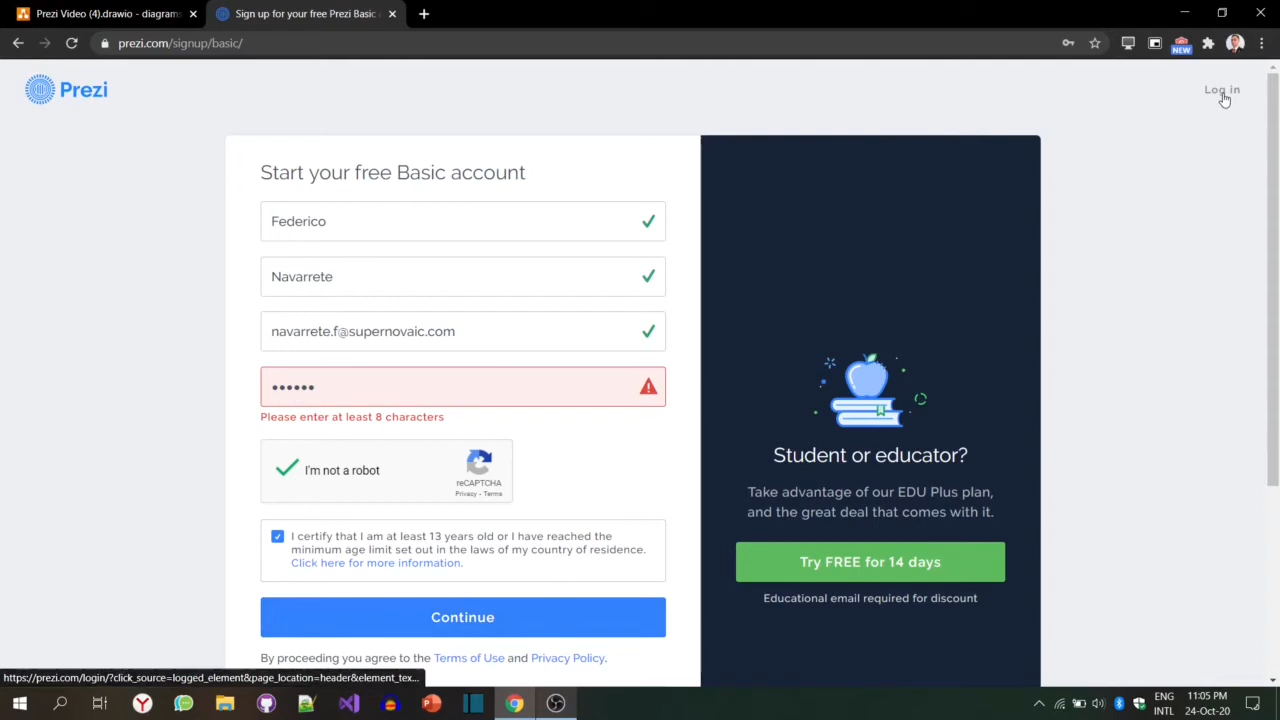 Prezi Video (4).drawio - diagrams
Sign up for your free Prezi Basic
prezi.com/signup/basic/
NEW
Prezi
Log in
Start your free Basic account
Federico
Navarrete
navarrete.f@supernovaic.com
••••••
Please enter at least 8 characters
I'm not a robot
reCAPTCHA
Privacy - Terms
I certify that I am at least 13 years old or I have reached the
minimum age limit set out in the laws of my country of residence.
Click here for more information.
Continue
By proceeding you agree to the Terms of Use and Privacy Policy.
Student or educator?
Take advantage of our EDU Plus plan,
and the great deal that comes with it.
Try FREE for 14 days
Educational email required for discount
https://prezi.com/login/?click_source=logged_element&page_location=header&element_tex...
ENG
INTL
11:05 PM
24-Oct-20